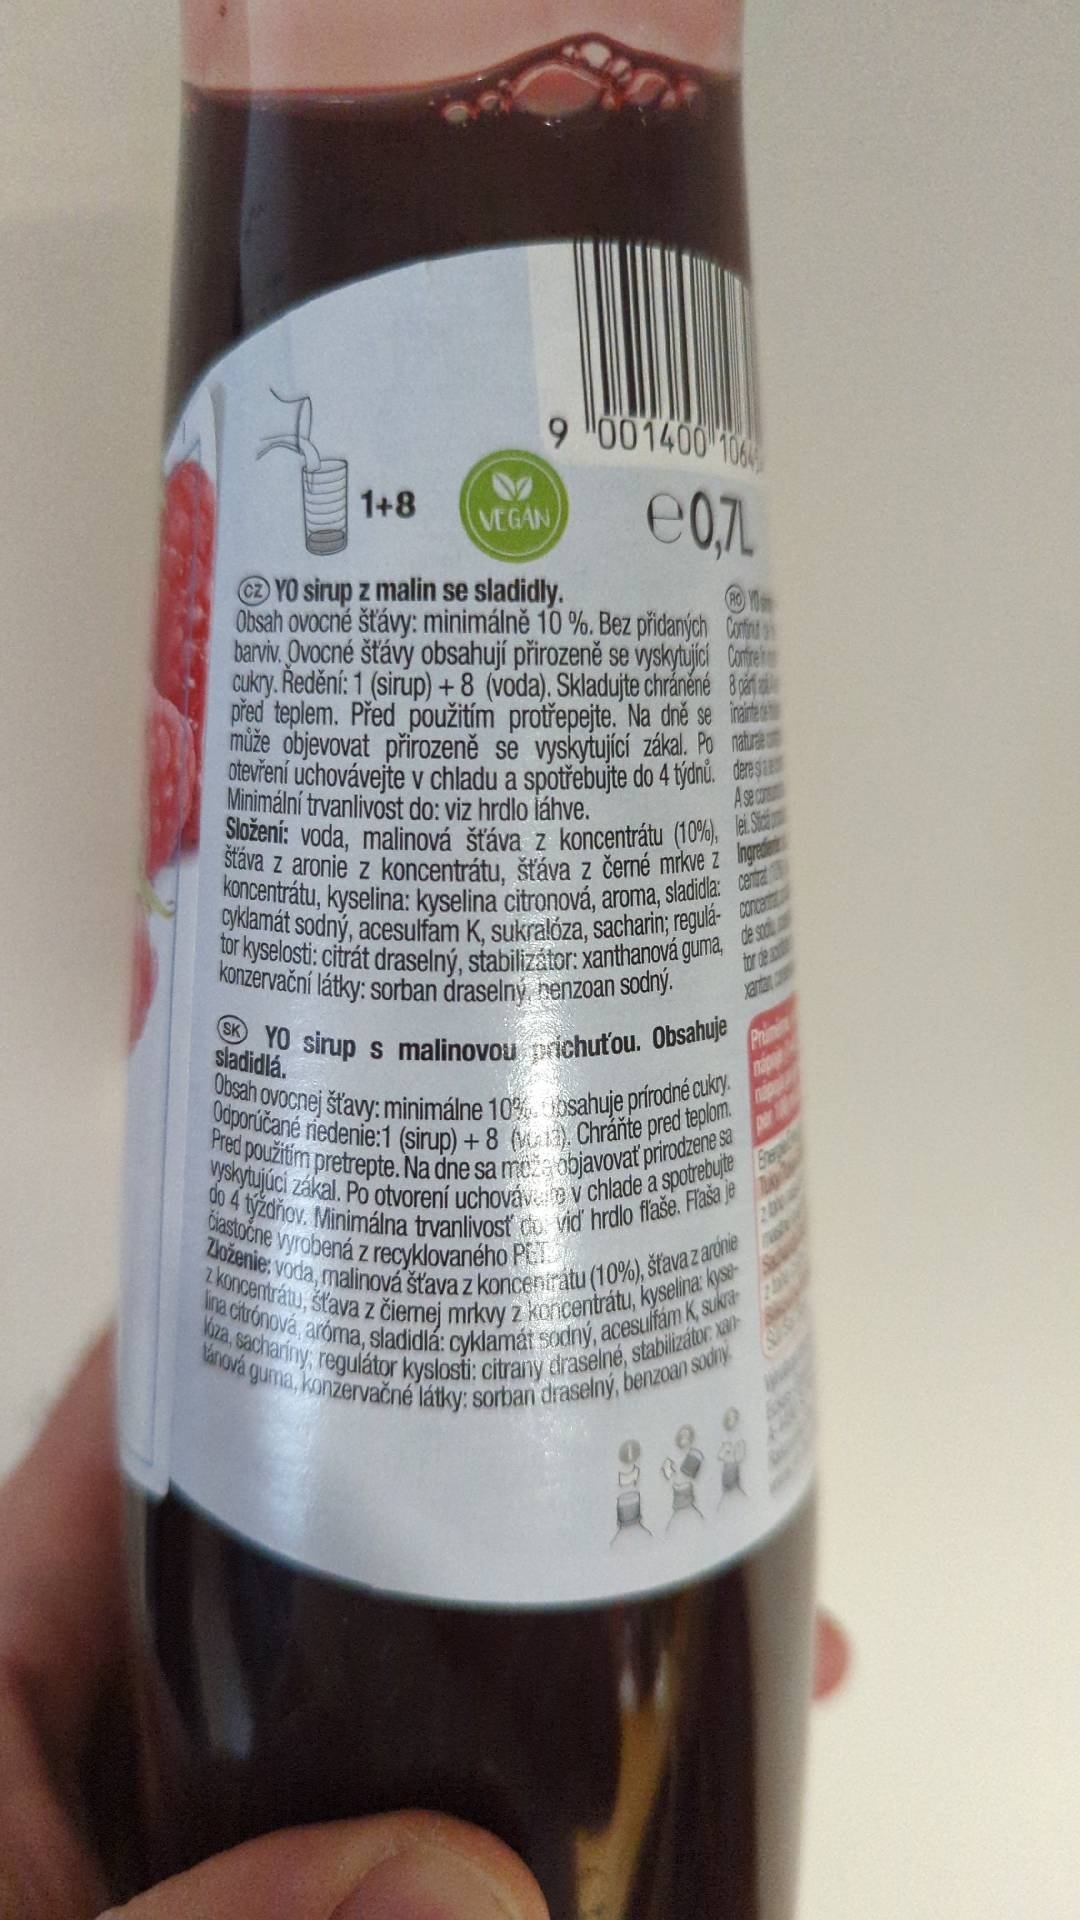 9 001400 106
1+8
VEGAN
e 0,7L
CZ YO sirup z malin se sladidly.
Obsah ovocné šťávy: minimálně 10 %. Bez přidaných
barviv. Ovocné šťávy obsahují přirozeně se vyskytující
cukry. Ředění: 1 (sirup) + 8 (voda). Skladujte chráněné
před teplem. Před použitím protřepejte. Na dně se
může objevovat přirozeně se vyskytující zákal. Po
otevření uchovávejte v chladu a spotřebujte do 4 týdnů.
Minimální trvanlivost do: viz hrdlo láhve.
Složení: voda, malinová šťáva z koncentrátu (10%),
šťáva z aronie z koncentrátu, šťáva z černé mrkve z
koncentrátu, kyselina: kyselina citronová, aroma, sladidla:
cyklamát sodný, acesulfam K, sukralóza, sacharin; regulá-
tor kyselosti: citrát draselný, stabilizátor: xanthanová guma,
konzervační látky: sorban draselný, benzoan sodný.
SK YO sirup s malinovou príchuťou. Obsahuje
sladidlá.
Obsah ovocnej šťavy: minimálne 10%. Obsahuje prírodné cukry.
Odporúčané riedenie:1 (sirup) + 8 (voda). Chráňte pred teplom.
Pred použitím pretrepte. Na dne sa môže objavovať prirodzene sa
vyskytujúci zákal. Po otvorení uchovávajte v chlade a spotrebujte
do 4 týždňov. Minimálna trvanlivosť do: viď hrdlo fľaše. Fľaša je
čiastočne vyrobená z recyklovaného PET.
Zloženie: voda, malinová šťava z koncentrátu (10%), šťava z arónie
z koncentrátu, šťava z čiernej mrkvy z koncentrátu, kyselina: kyse-
lina citrónová, aróma, sladidlá: cyklamát sodný, acesulfám K, sukra-
lóza, sacharíny; regulátor kyslosti: citrany draselné, stabilizátor: xan-
tánová guma, konzervačné látky: sorban draselný, benzoan sodný.
1 2 3
RO YO